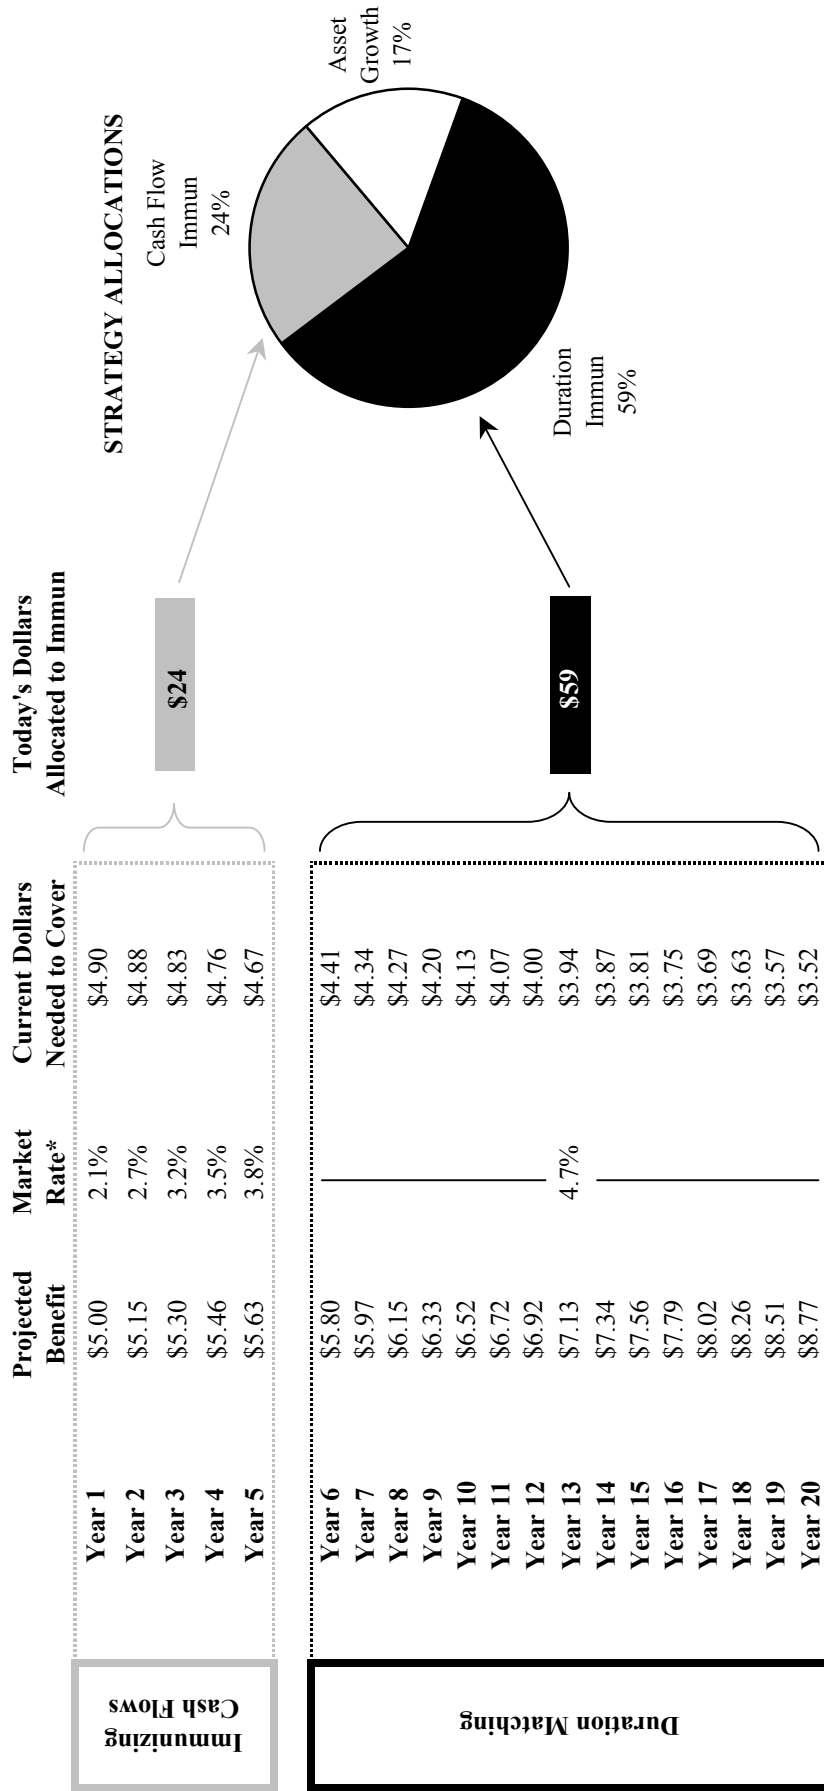 Projected Benefit
Market Rate*
Current Dollars Needed to Cover
Today's Dollars Allocated to Immun
STRATEGY ALLOCATIONS
Immunizing
Cash Flows
Year 1 $5.00 2.1% $4.90
Year 2 $5.15 2.7% $4.88
Year 3 $5.30 3.2% $4.83
Year 4 $5.46 3.5% $4.76
Year 5 $5.63 3.8% $4.67
$24
Duration Matching
Year 6 $5.80 $4.41
Year 7 $5.97 $4.34
Year 8 $6.15 $4.27
Year 9 $6.33 $4.20
Year 10 $6.52 $4.13
Year 11 $6.72 $4.07
Year 12 $6.92 $4.00
Year 13 $7.13 4.7% $3.94
Year 14 $7.34 $3.87
Year 15 $7.56 $3.81
Year 16 $7.79 $3.75
Year 17 $8.02 $3.69
Year 18 $8.26 $3.63
Year 19 $8.51 $3.57
Year 20 $8.77 $3.52
$59
Cash Flow
Immun
24%
Asset
Growth
17%
Duration
Immun
59%